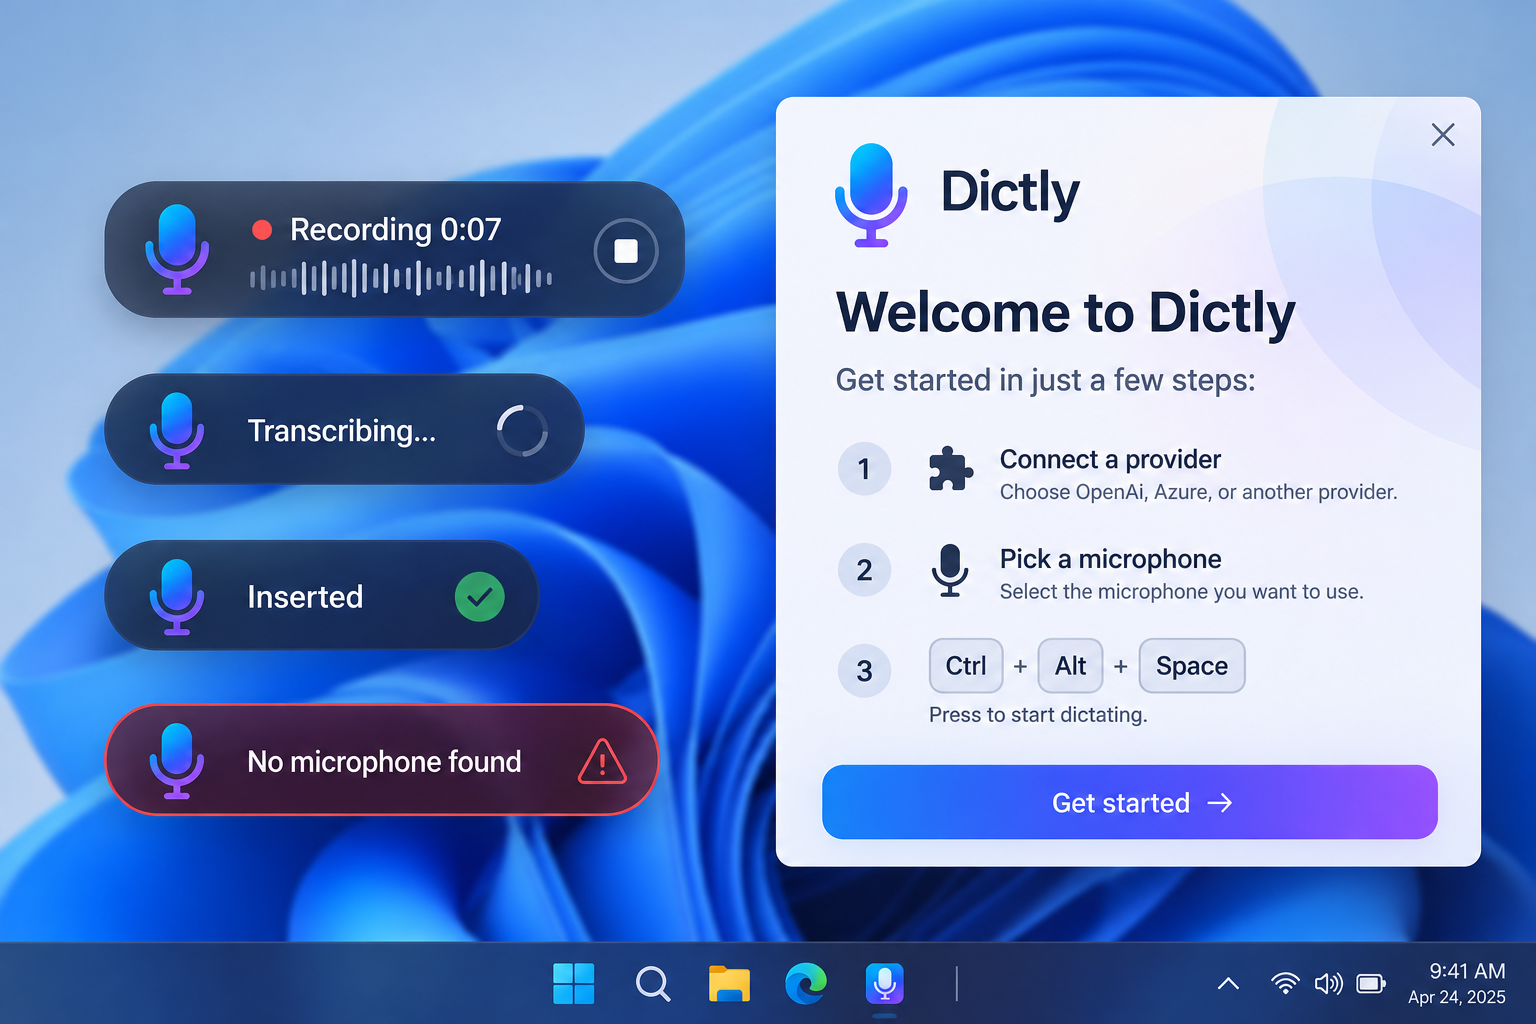 Recording 0:07
Transcribing...
Inserted
No microphone found
Dictly
Welcome to Dictly
Get started in just a few steps:
1
Connect a provider
Choose OpenAi, Azure, or another provider.
2
Pick a microphone
Select the microphone you want to use.
3
Ctrl + Alt + Space
Press to start dictating.
Get started →
9:41 AM
Apr 24, 2025